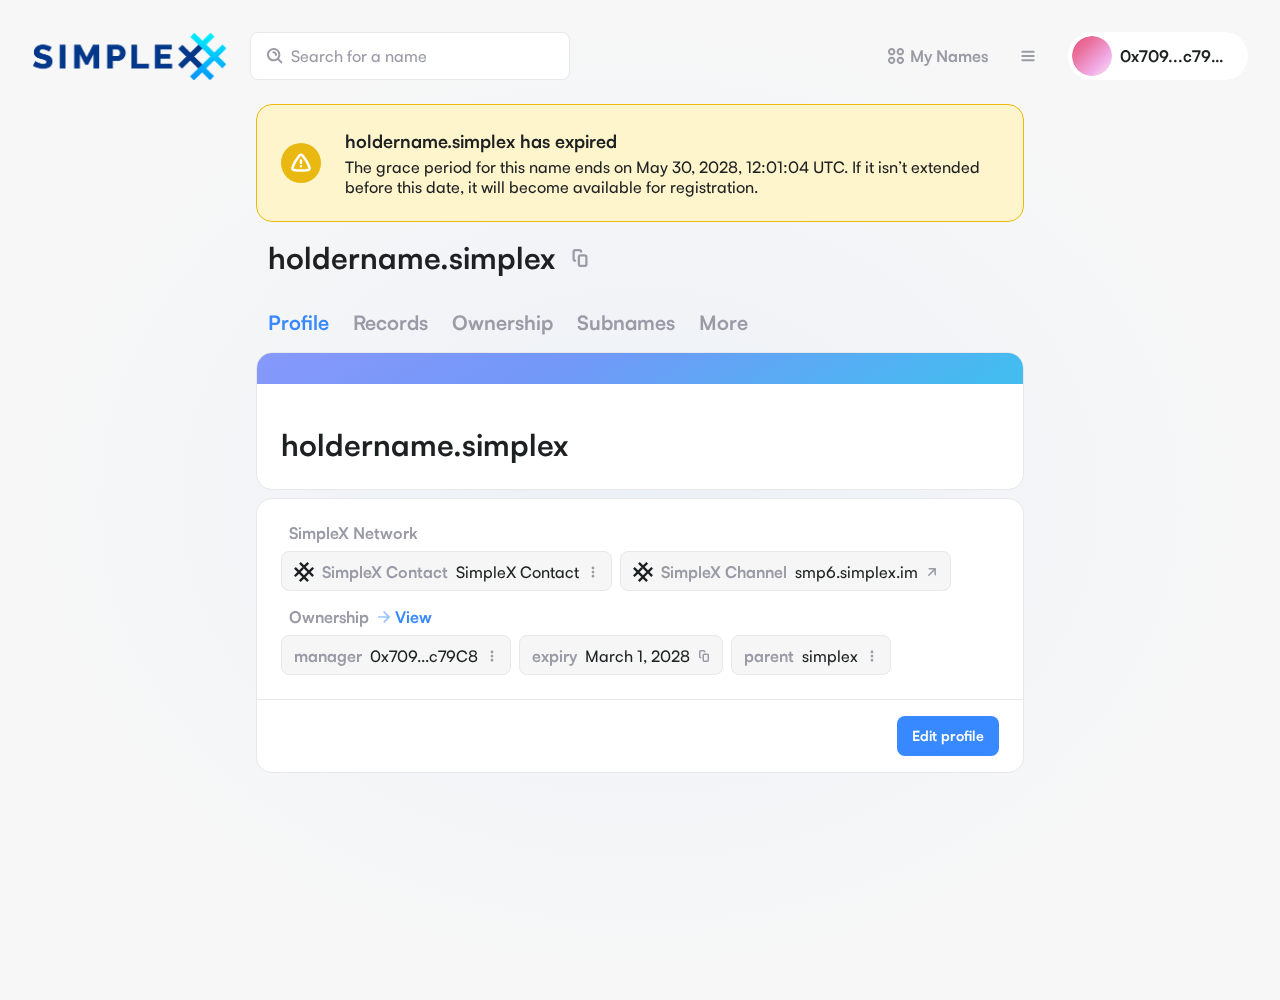 SIMPLEX
Search for a name
My Names
0x709...c79...
holdername.simplex has expired
The grace period for this name ends on May 30, 2028, 12:01:04 UTC. If it isn’t extended
before this date, it will become available for registration.
holdername.simplex
Profile Records Ownership Subnames More
holdername.simplex
SimpleX Network
SimpleX Contact SimpleX Contact
SimpleX Channel smp6.simplex.im
Ownership → View
manager 0x709...c79C8
expiry March 1, 2028
parent simplex
Edit profile